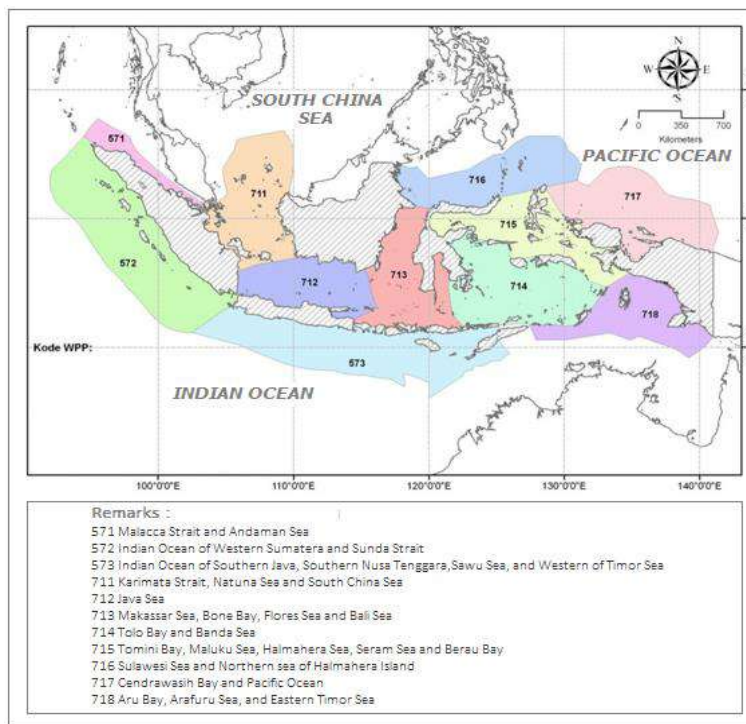 N
W E
S
0 350 700
Kilometers
SOUTH CHINA
SEA
PACIFIC OCEAN
571
711
716
717
715
572
712
713
714
718
Kode WPP:
573
INDIAN OCEAN
100°0'0"E 110°0'0"E 120°0'0"E 130°0'0"E 140°0'0"E
Remarks :
571 Malacca Strait and Andaman Sea
572 Indian Ocean of Western Sumatera and Sunda Strait
573 Indian Ocean of Southern Java, Southern Nusa Tenggara,Sawu Sea, and Western of Timor Sea
711 Karimata Strait, Natuna Sea and South China Sea
712 Java Sea
713 Makassar Sea, Bone Bay, Flores Sea and Bali Sea
714 Tolo Bay and Banda Sea
715 Tomini Bay, Maluku Sea, Halmahera Sea, Seram Sea and Berau Bay
716 Sulawesi Sea and Northern sea of Halmahera Island
717 Cendrawasih Bay and Pacific Ocean
718 Aru Bay, Arafuru Sea, and Eastern Timor Sea